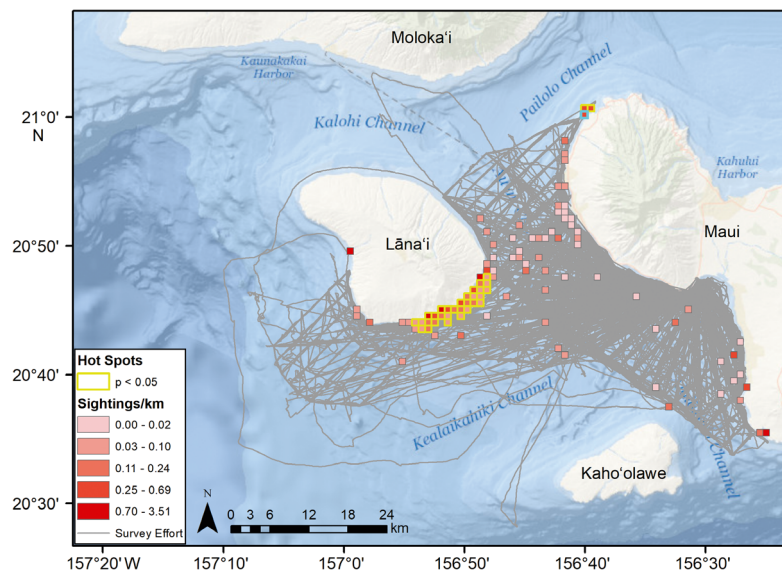 Moloka‘i
Kaunakakai
Harbor
Pailolo Channel
21°0'
N
Kalohi Channel
Kahului
Harbor
20°50'
Lāna‘i
Maui
Hot Spots
p < 0.05
Sightings/km
0.00 - 0.02
0.03 - 0.10
0.11 - 0.24
0.25 - 0.69
0.70 - 3.51
Survey Effort
20°40'
Kealaikahiki Channel
Channel
Kaho‘olawe
20°30'
N
0 3 6 12 18 24
km
157°20' W 157°10' 157°0' 156°50' 156°40' 156°30'